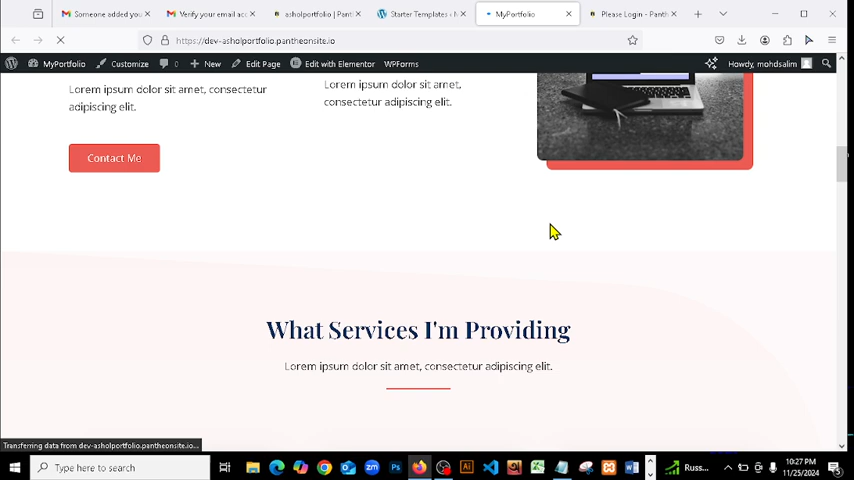 Someone added you
Verify your email ac
asholportfolio | Pant
Starter Templates ‹ M
MyPortfolio
Please Login - Panth
https://dev-asholportfolio.pantheonsite.io
MyPortfolio
Customize
0
New
Edit Page
Edit with Elementor
WPForms
Howdy, mohdsalim
Lorem ipsum dolor sit amet, consectetur
adipiscing elit.
Lorem ipsum dolor sit amet,
consectetur adipiscing elit.
Contact Me
What Services I'm Providing
Lorem ipsum dolor sit amet, consectetur adipiscing elit.
Transferring data from dev-asholportfolio.pantheonsite.io...
Type here to search
Russ...
10:27 PM
11/25/2024